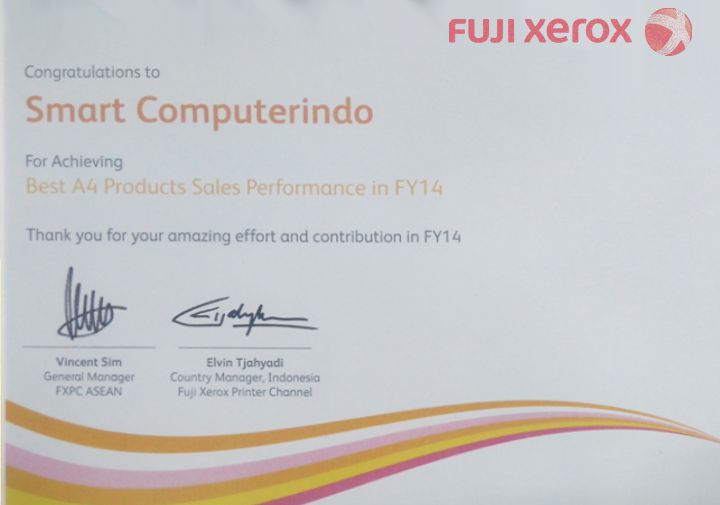 FUJI xerox
Congratulations to
Smart Computerindo
For Achieving
Best A4 Products Sales Performance in FY14
Thank you for your amazing effort and contribution in FY14
Vincent Sim
General Manager
FXPC ASEAN
Elvin Tjahyadi
Country Manager, Indonesia
Fuji Xerox Printer Channel